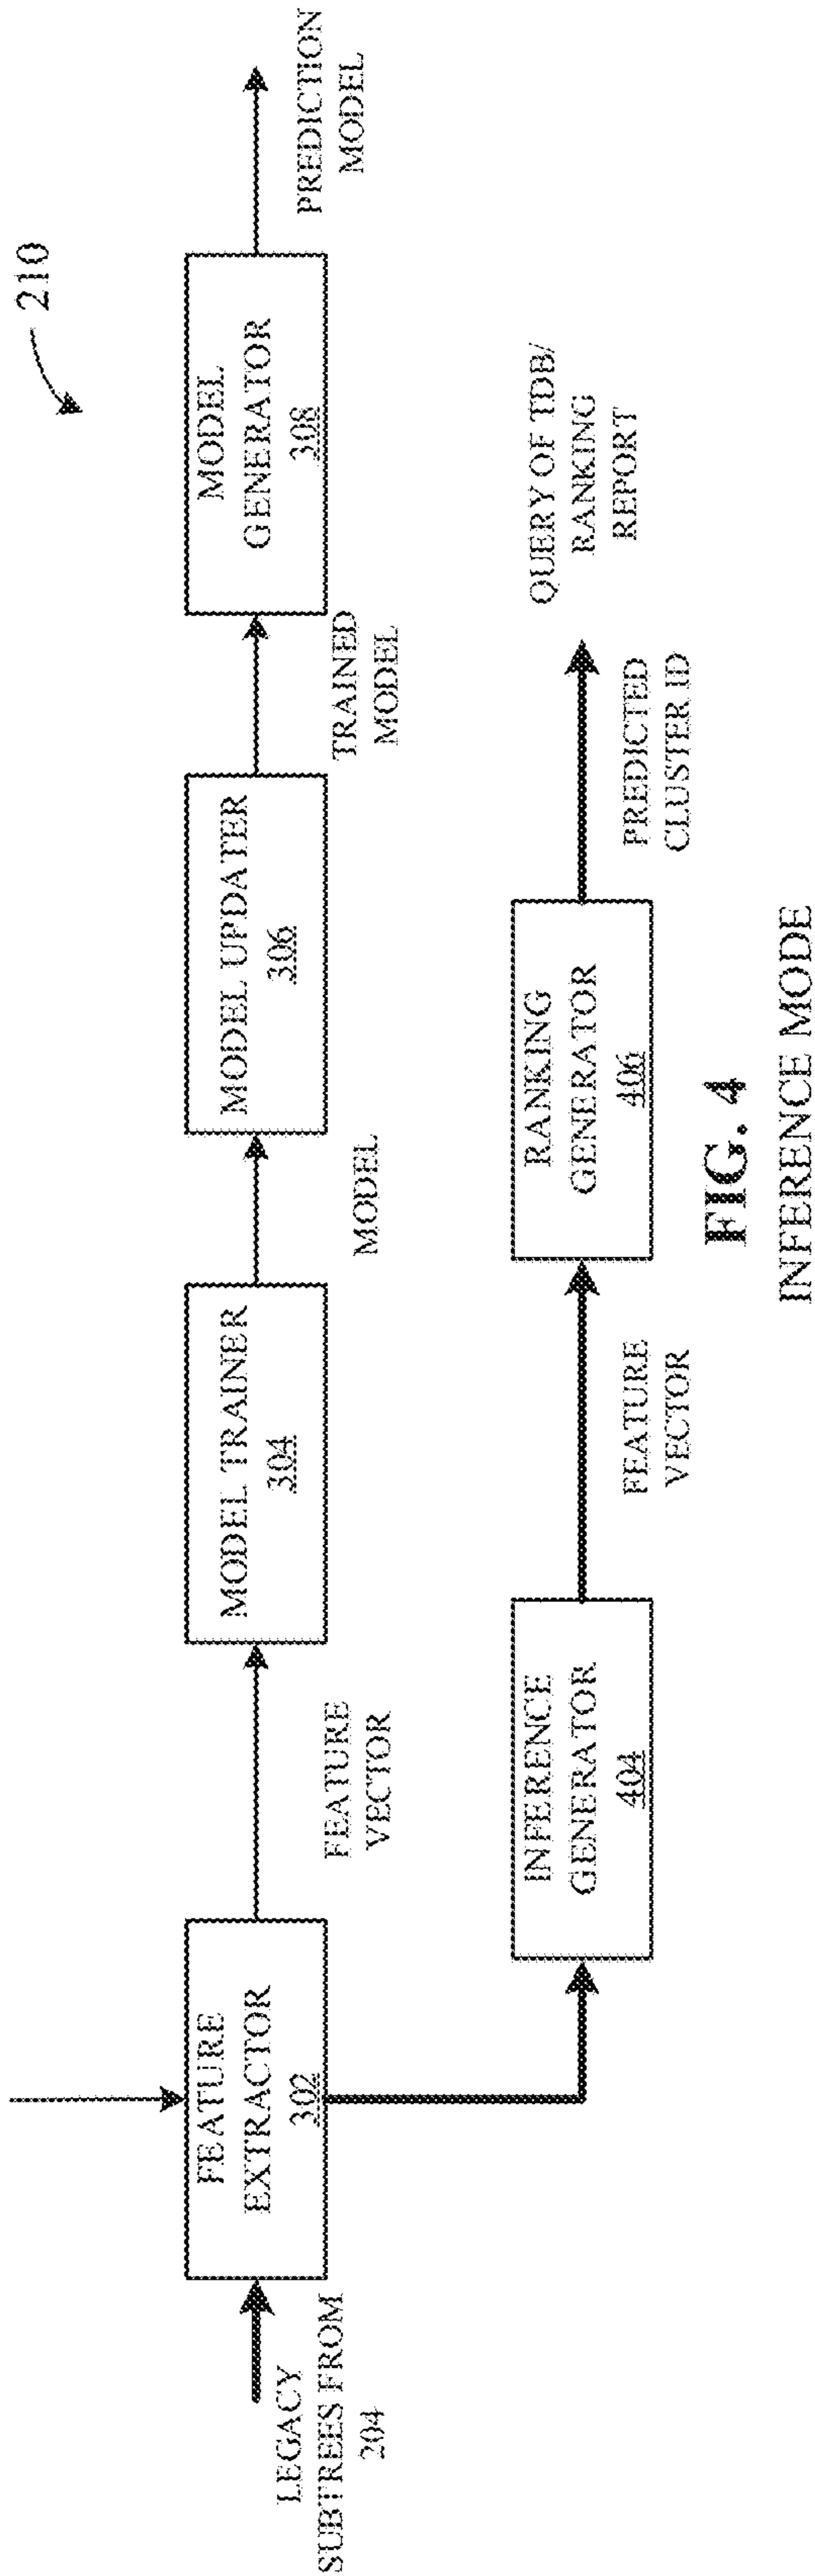 210
LEGACY
SUBTREES FROM
204
FEATURE
EXTRACTOR
302
FEATURE
VECTOR
MODEL TRAINER
304
MODEL
MODEL UPDATER
306
TRAINED
MODEL
MODEL
GENERATOR
308
PREDICTION
MODEL
INFERENCE
GENERATOR
404
FEATURE
VECTOR
RANKING
GENERATOR
406
PREDICTED
CLUSTER ID
QUERY OF TDB/
RANKING
REPORT
FIG. 4
INFERENCE MODE